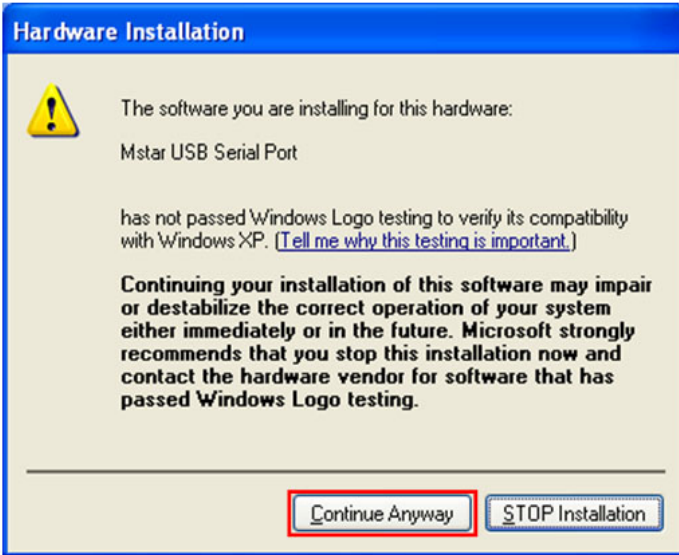 Hardware Installation
The software you are installing for this hardware:
Mstar USB Serial Port
has not passed Windows Logo testing to verify its compatibility
with Windows XP. (Tell me why this testing is important.)
Continuing your installation of this software may impair
or destabilize the correct operation of your system
either immediately or in the future. Microsoft strongly
recommends that you stop this installation now and
contact the hardware vendor for software that has
passed Windows Logo testing.
Continue Anyway STOP Installation